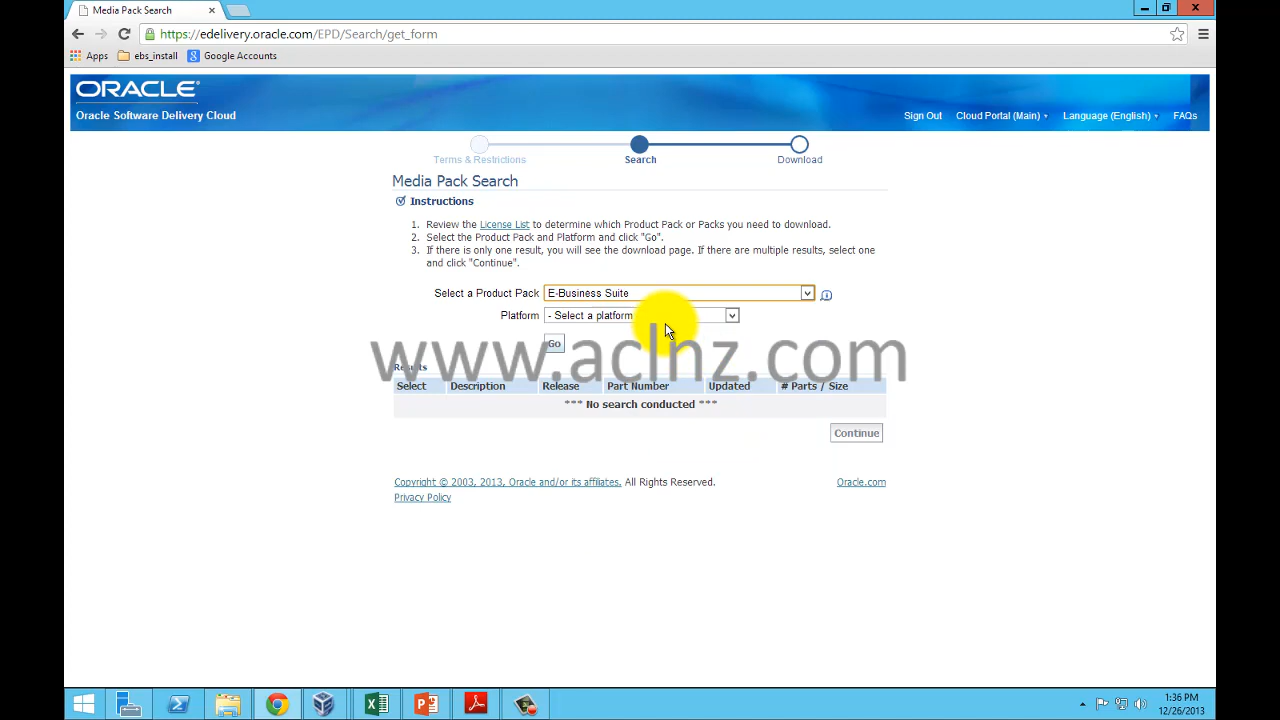 Media Pack Search
https://edelivery.oracle.com/EPD/Search/get_form
Apps ebs_install Google Accounts
ORACLE®
Oracle Software Delivery Cloud
Sign Out Cloud Portal (Main) Language (English) FAQs
Terms & Restrictions Search Download
Media Pack Search
Instructions
1. Review the License List to determine which Product Pack or Packs you need to download.
2. Select the Product Pack and Platform and click "Go".
3. If there is only one result, you will see the download page. If there are multiple results, select one
and click "Continue".
Select a Product Pack E-Business Suite
Platform - Select a platform
Go
www.aclnz.com
Results
Select Description Release Part Number Updated # Parts / Size
*** No search conducted ***
Continue
Copyright © 2003, 2013, Oracle and/or its affiliates. All Rights Reserved. Oracle.com
Privacy Policy
1:36 PM
12/26/2013